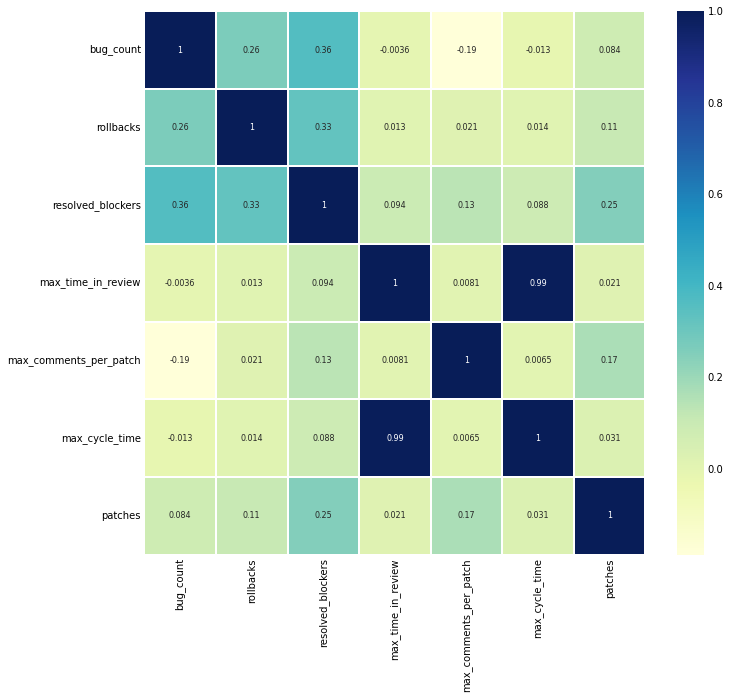 1.0
bug_count 1 0.26 0.36 -0.0036 -0.19 -0.013 0.084
0.8
rollbacks 0.26 1 0.33 0.013 0.021 0.014 0.11
0.6
resolved_blockers 0.36 0.33 1 0.094 0.13 0.088 0.25
max_time_in_review -0.0036 0.013 0.094 1 0.0081 0.99 0.021
0.4
max_comments_per_patch -0.19 0.021 0.13 0.0081 1 0.0065 0.17
0.2
max_cycle_time -0.013 0.014 0.088 0.99 0.0065 1 0.031
0.0
patches 0.084 0.11 0.25 0.021 0.17 0.031 1
bug_count
rollbacks
resolved_blockers
max_time_in_review
max_comments_per_patch
max_cycle_time
patches